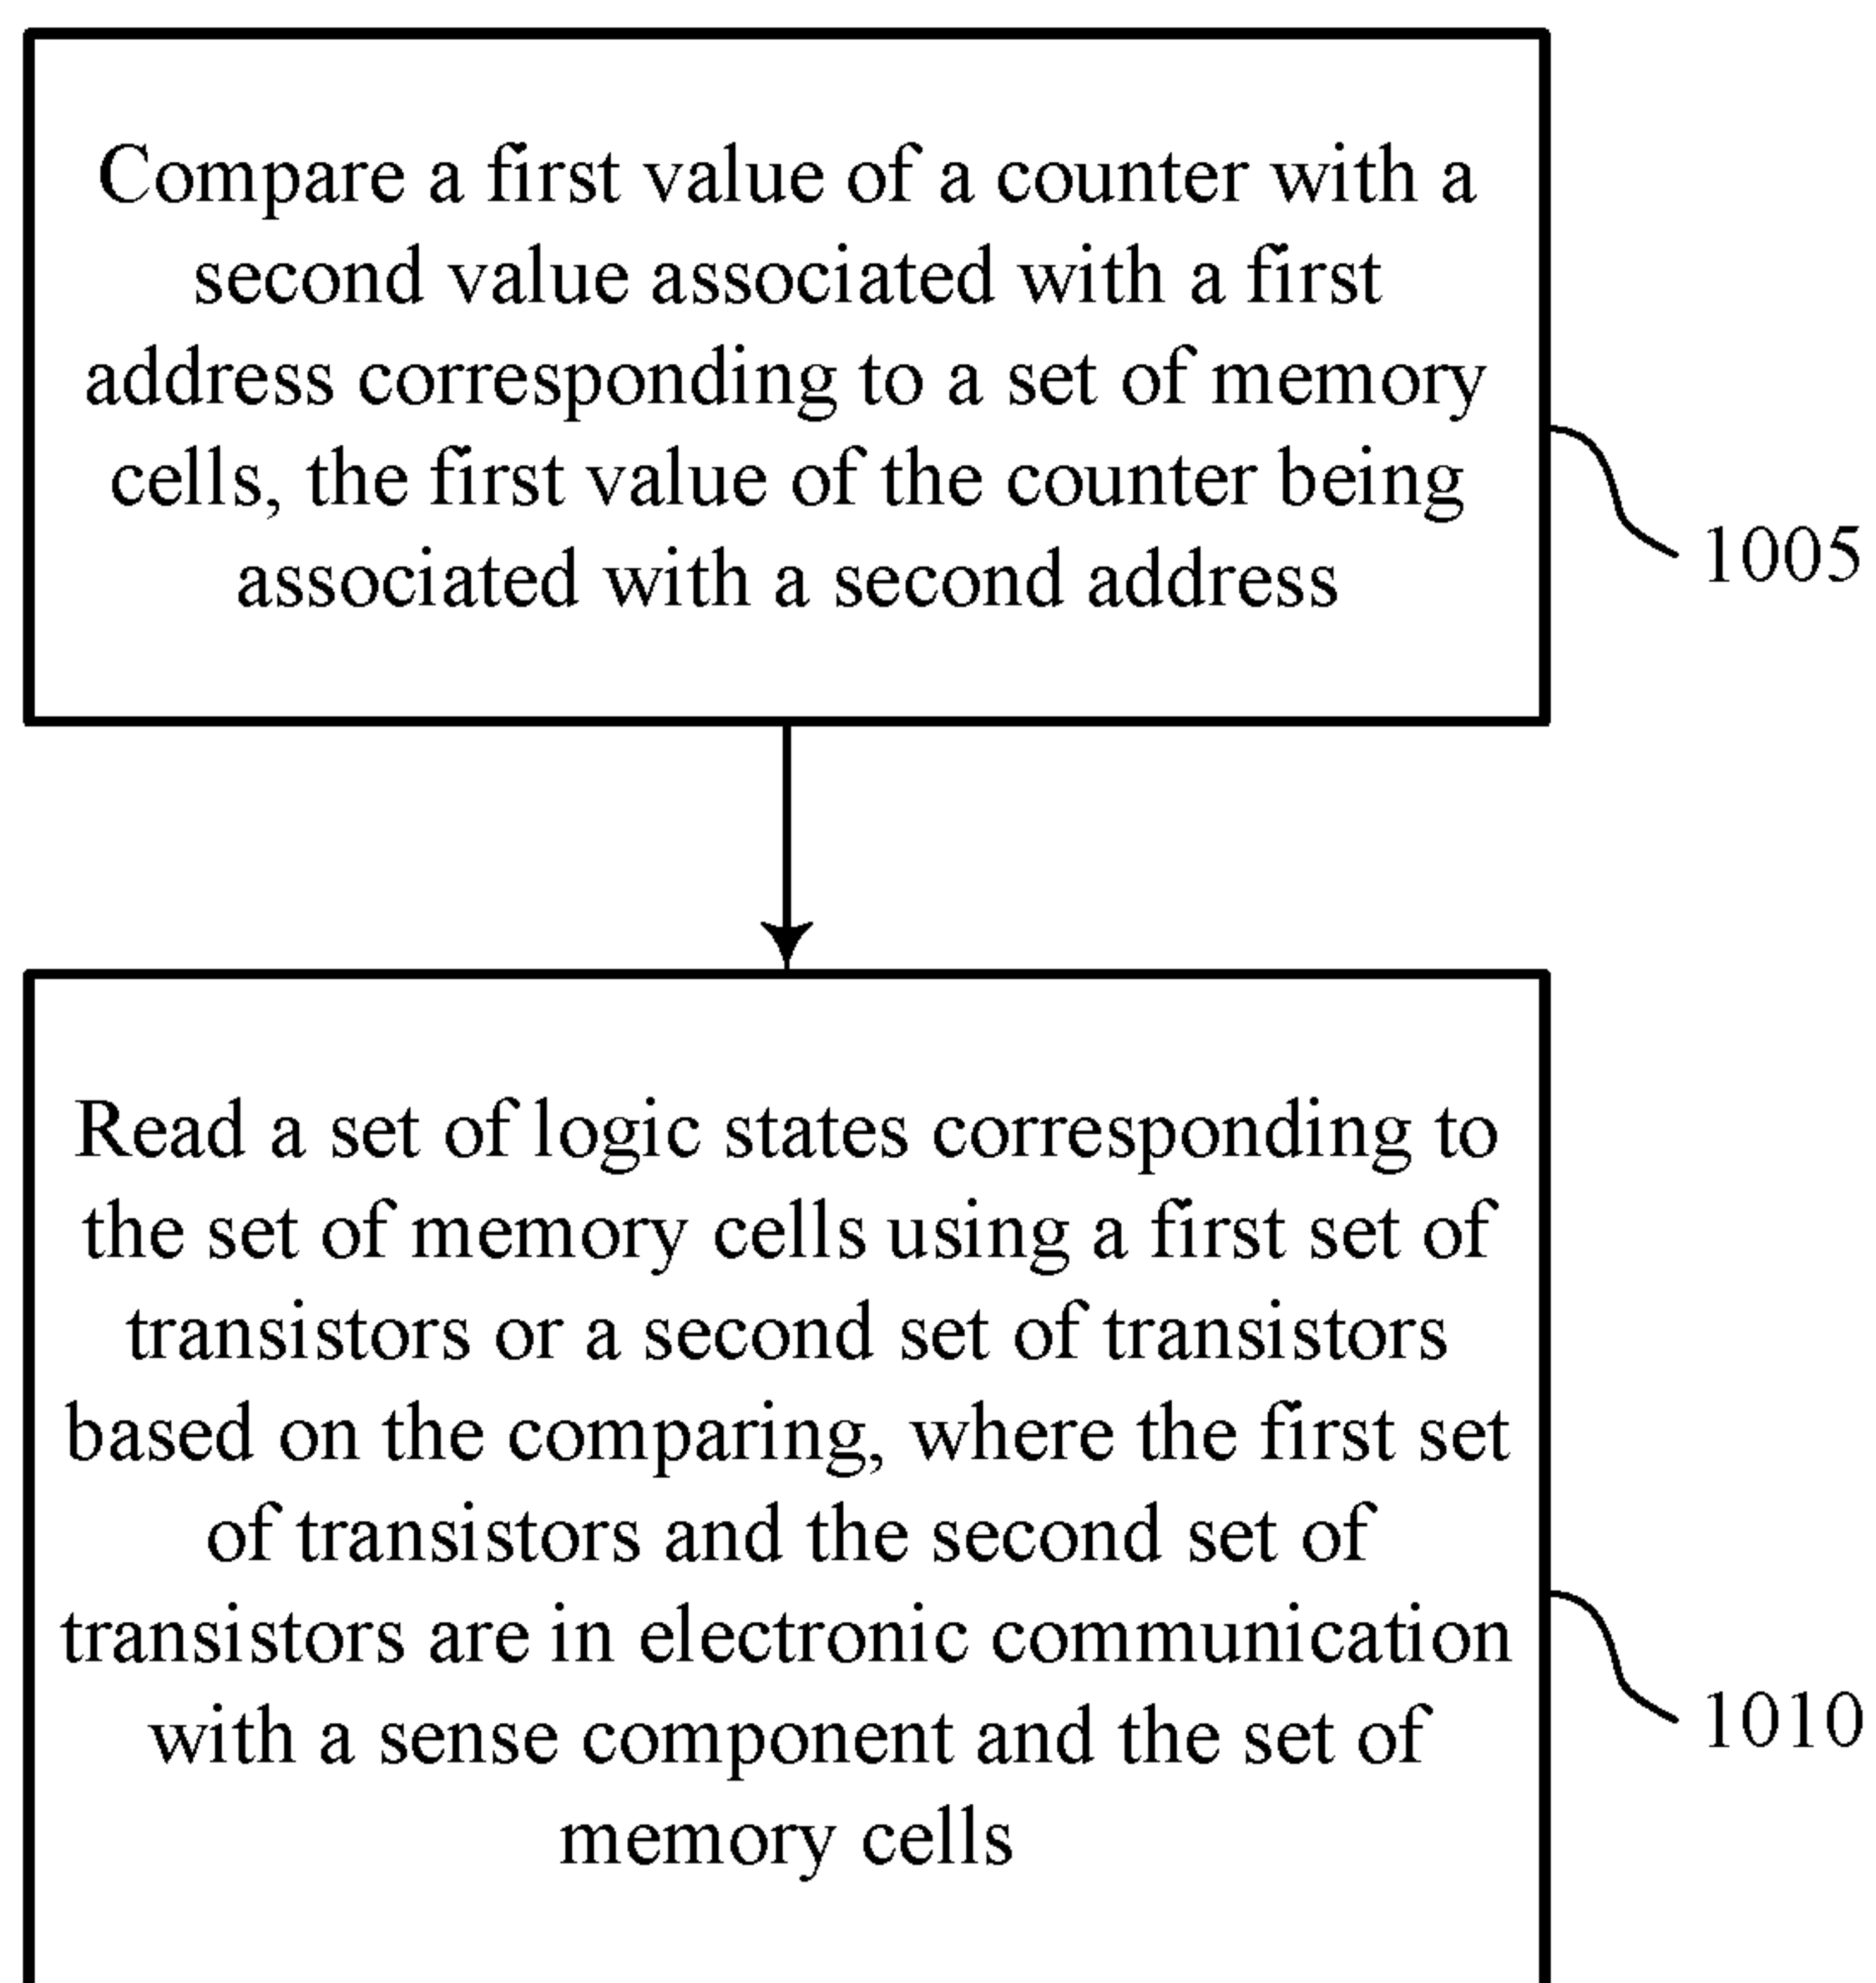 Compare a first value of a counter with a
second value associated with a first
address corresponding to a set of memory
cells, the first value of the counter being
associated with a second address
1005
Read a set of logic states corresponding to
the set of memory cells using a first set of
transistors or a second set of transistors
based on the comparing, where the first set
of transistors and the second set of
transistors are in electronic communication
with a sense component and the set of
memory cells
1010